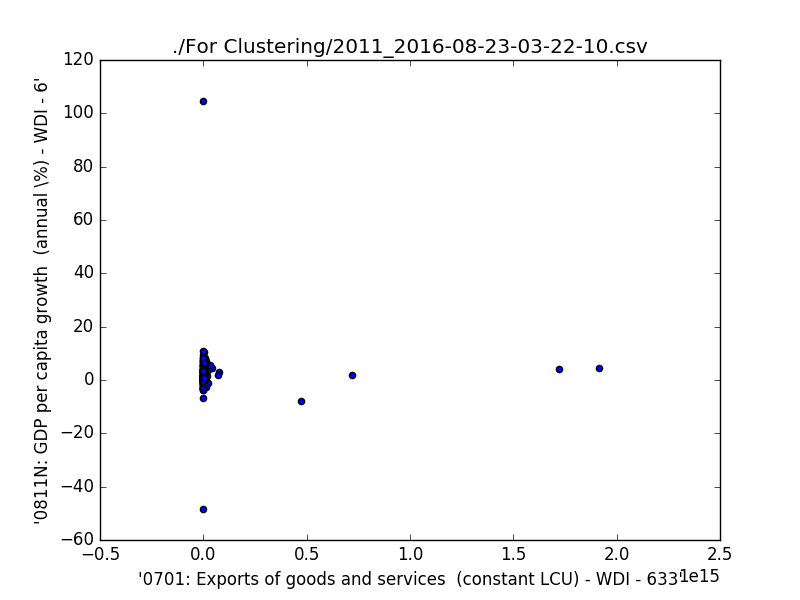 ./For Clustering/2011_2016-08-23-03-22-10.csv
120
100
80
60
40
20
0
−20
−40
−60
'0811N: GDP per capita growth  (annual \%) - WDI - 6'
−0.5 0.0 0.5 1.0 1.5 2.0 2.5
1e15
'0701: Exports of goods and services  (constant LCU) - WDI - 633'